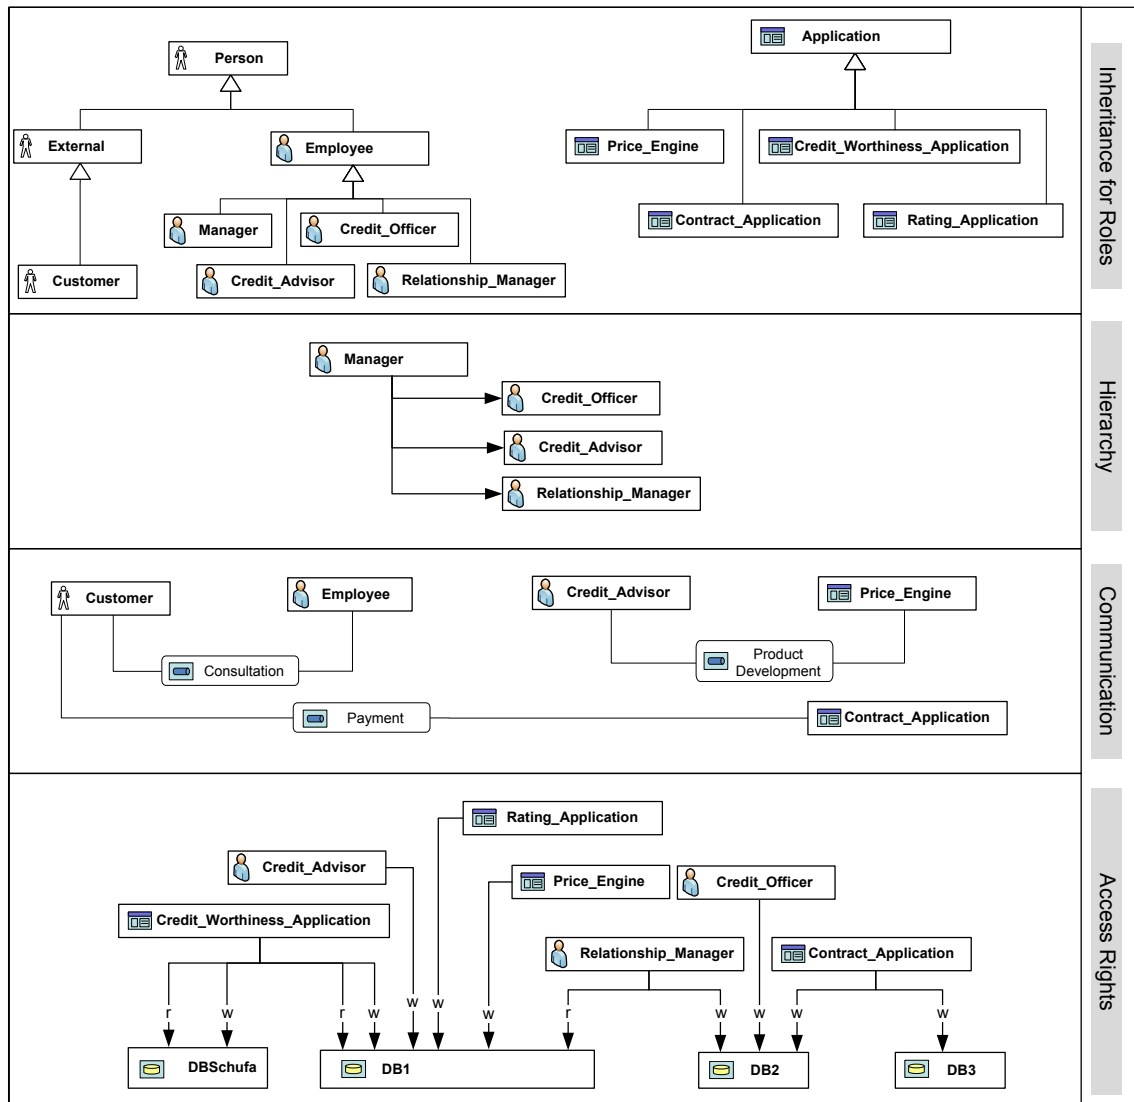 Person
Application
External
Employee
Price_Engine
Credit_Worthiness_Application
Manager
Credit_Officer
Contract_Application
Rating_Application
Customer
Credit_Advisor
Relationship_Manager
Inheritance for Roles
Manager
Credit_Officer
Credit_Advisor
Relationship_Manager
Hierarchy
Customer
Employee
Credit_Advisor
Price_Engine
Consultation
Product
Development
Payment
Contract_Application
Communication
Rating_Application
Credit_Advisor
Price_Engine
Credit_Officer
Credit_Worthiness_Application
Relationship_Manager
Contract_Application
r
w
r
w
w
w
w
r
w
w
w
w
DBSchufa
DB1
DB2
DB3
Access Rights